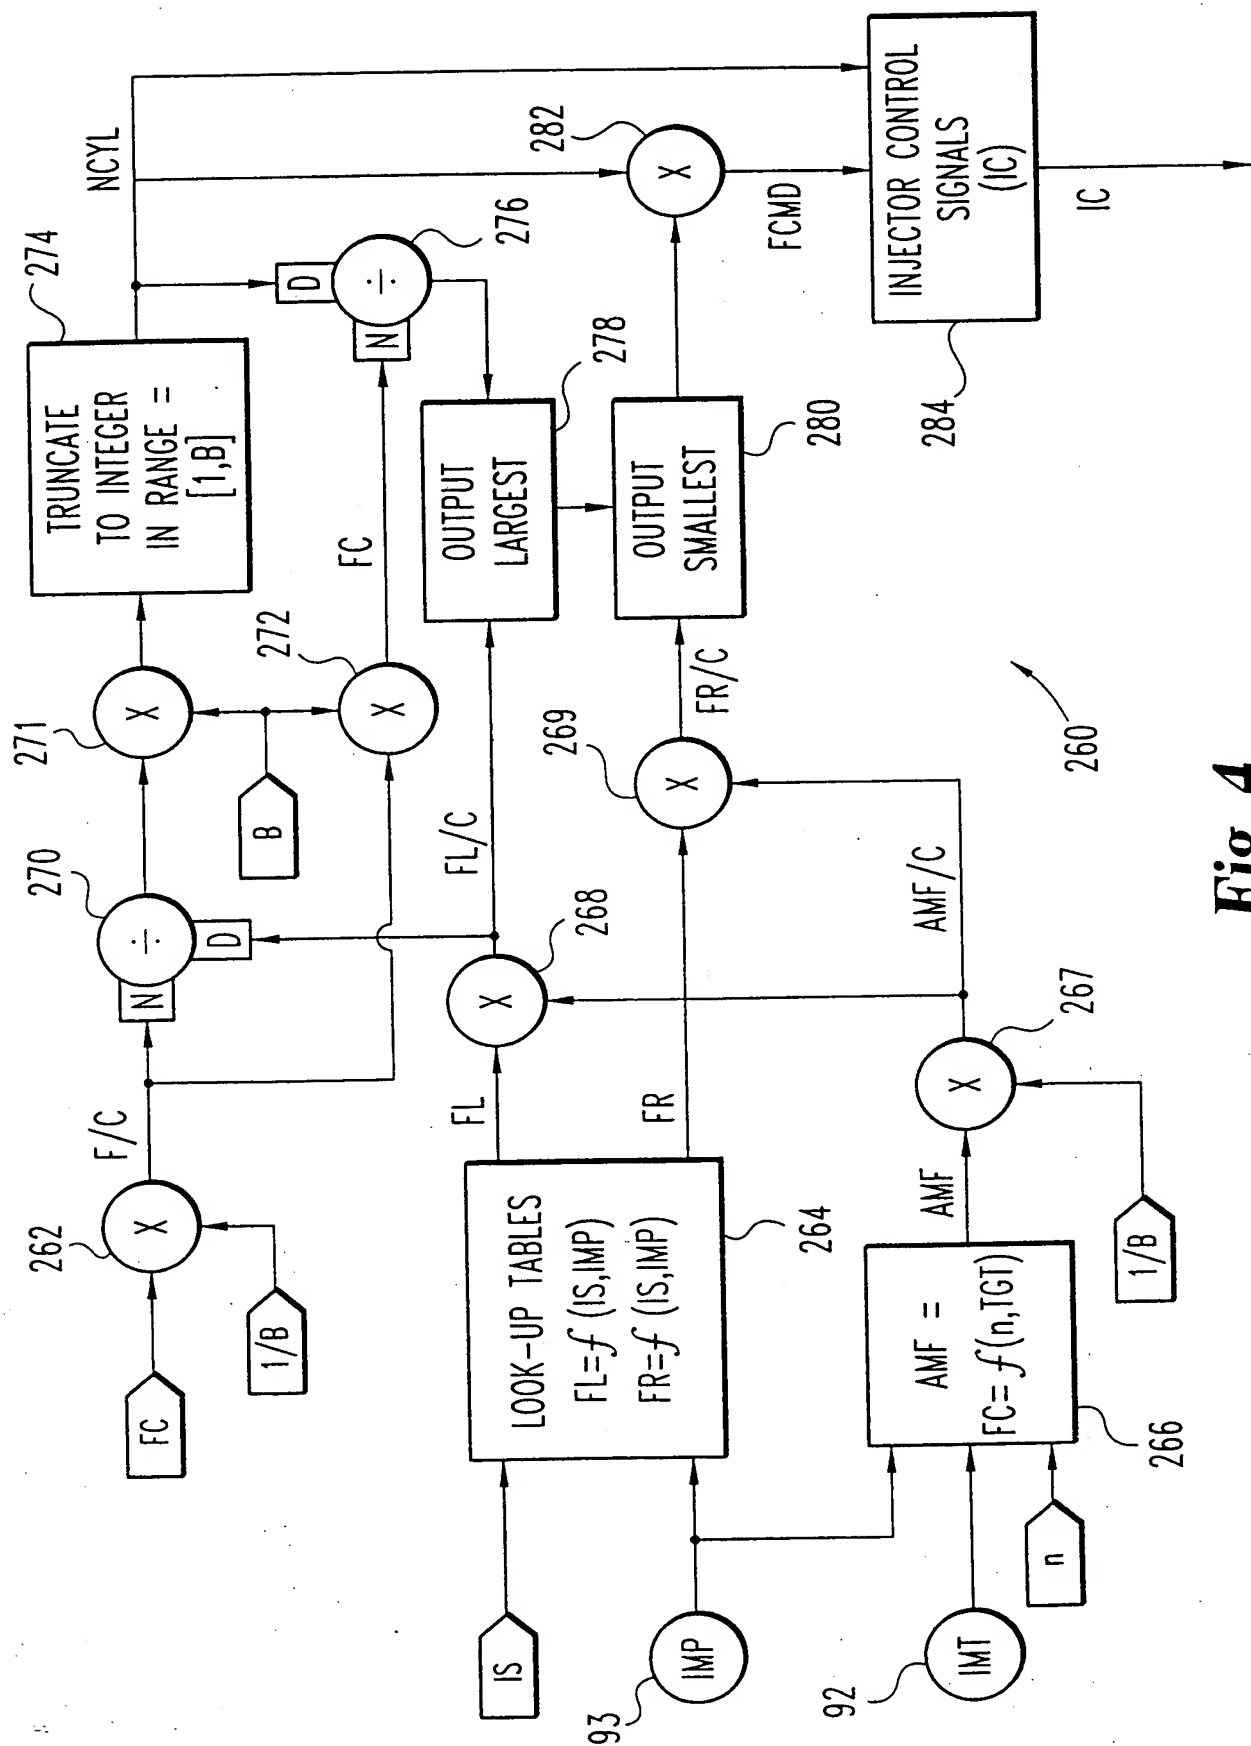 262
FC
1/B
F/C
270
N
÷
D
X
271
X
B
272
X
FC
TRUNCATE
TO INTEGER
IN RANGE =
[1,B]
274
NCYL
D
N
÷
276
X
282
IS
93
IMP
LOOK-UP TABLES
FL=f (IS,IMP)
FR=f (IS,IMP)
264
FL
FR
X
268
FL/C
OUTPUT
LARGEST
278
269
X
FR/C
OUTPUT
SMALLEST
280
FCMD
INJECTOR CONTROL
SIGNALS
(IC)
284
IC
92
IMT
n
AMF =
FC=f(n,TGT)
266
AMF
1/B
X
267
AMF/C
260
Fig. 4